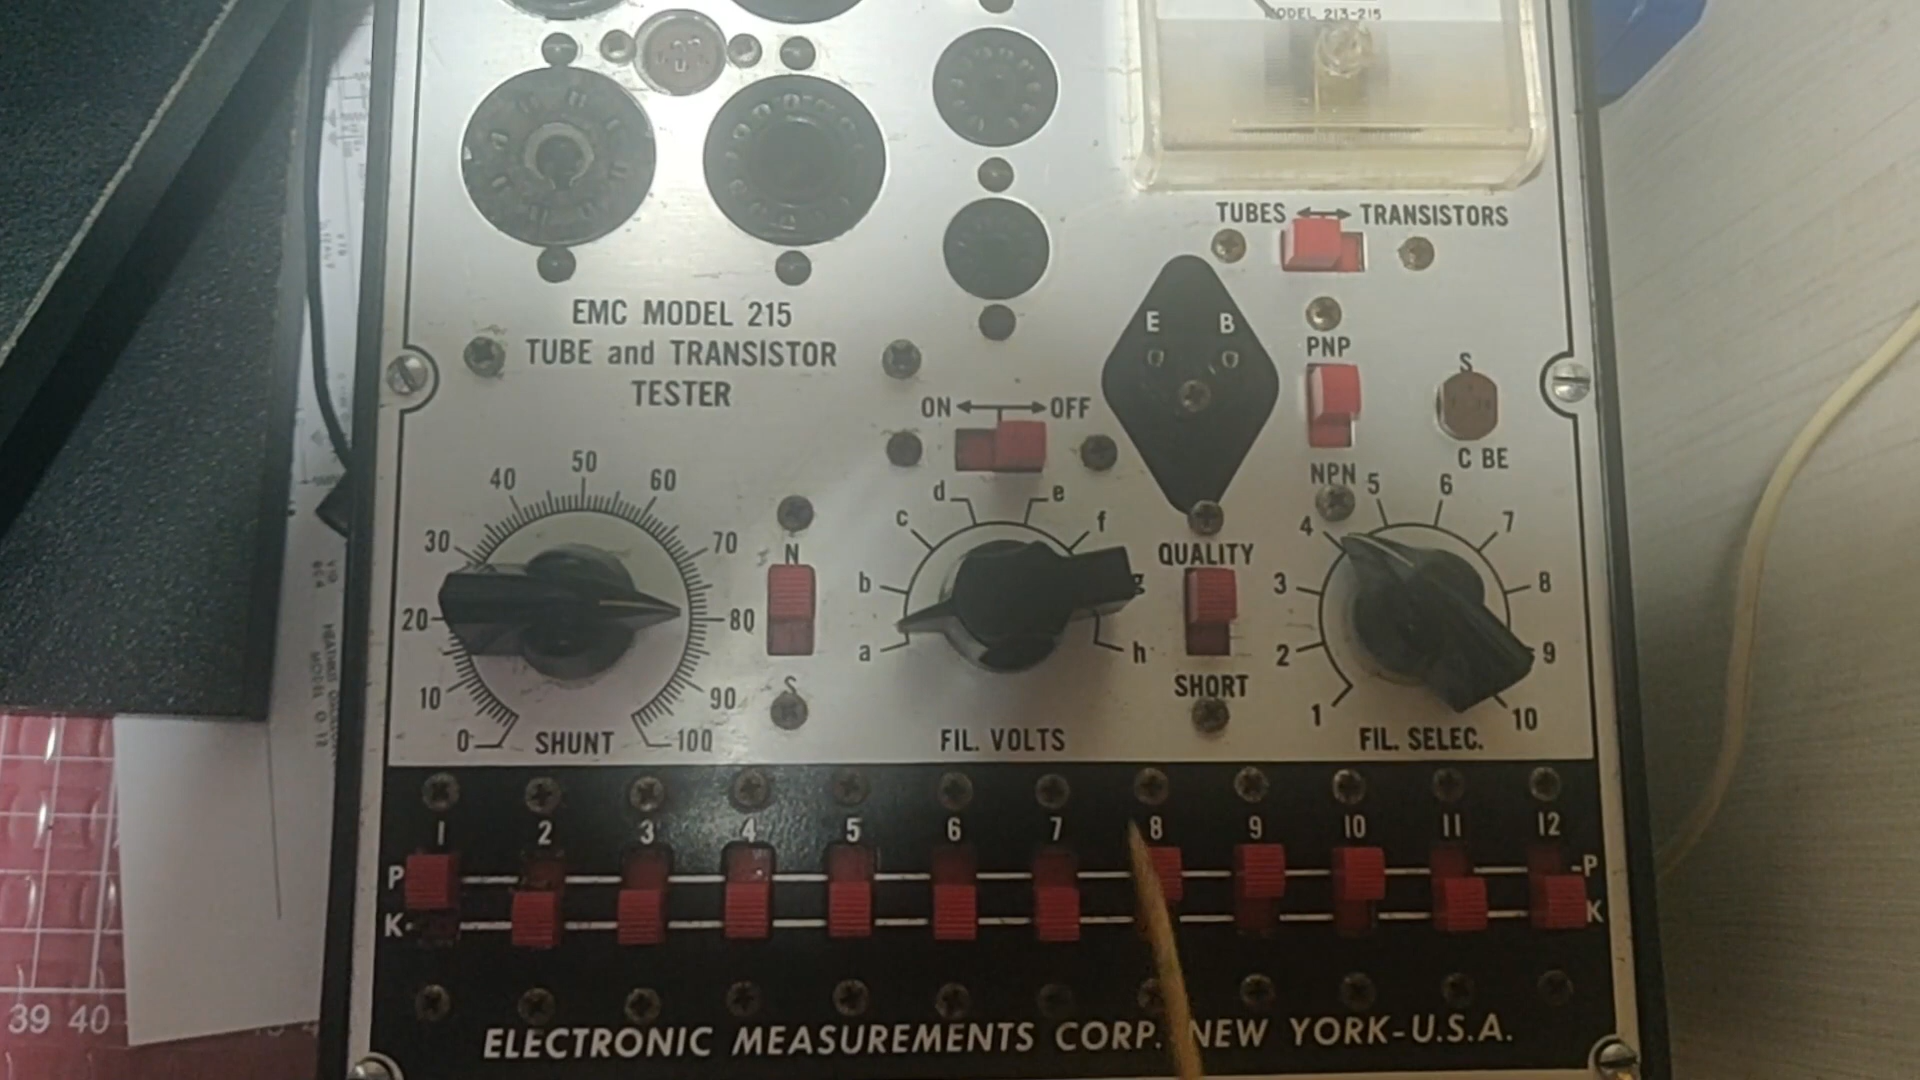 MODEL 213-215
TUBES TRANSISTORS
EMC MODEL 215
TUBE and TRANSISTOR
TESTER
E B
PNP
NPN
S
C BE
ON OFF
0 10 20 30 40 50 60 70 80 90 100
SHUNT
N
S
a b c d e f g h
FIL. VOLTS
QUALITY
SHORT
1 2 3 4 5 6 7 8 9 10
FIL. SELEC.
1 2 3 4 5 6 7 8 9 10 11 12
P P
K K
ELECTRONIC MEASUREMENTS CORP. NEW YORK-U.S.A.
39 40